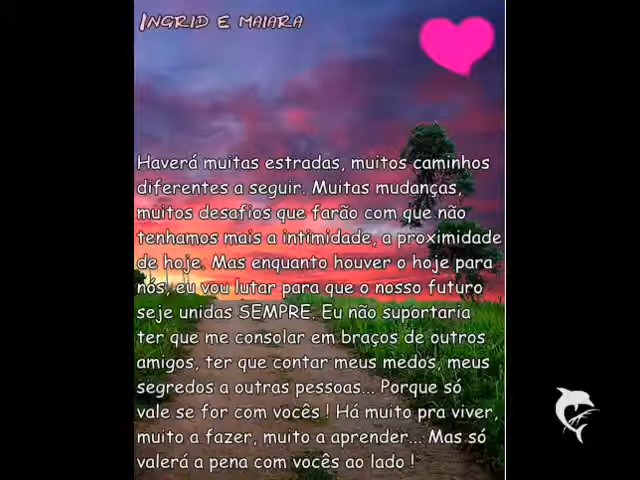 Ingrid e maiara
Haverá muitas estradas, muitos caminhos
diferentes a seguir. Muitas mudanças,
muitos desafios que farão com que não
tenhamos mais a intimidade, a proximidade
de hoje. Mas enquanto houver o hoje para
nós, eu vou lutar para que o nosso futuro
seje unidas SEMPRE. Eu não suportaria
ter que me consolar em braços de outros
amigos, ter que contar meus medos, meus
segredos a outras pessoas... Porque só
vale se for com vocês ! Há muito pra viver,
muito a fazer, muito a aprender... Mas só
valerá a pena com vocês ao lado !